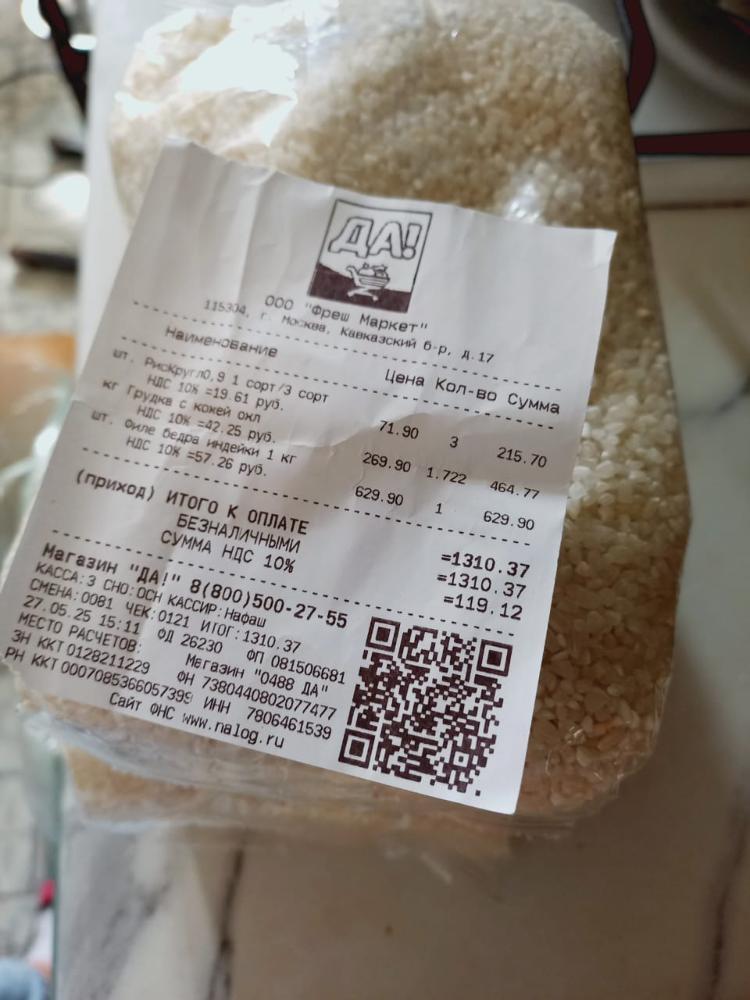 ДА!
ООО "Фреш Маркет"
115304, г. Москва, Кавказский б-р, д.17
Наименование Цена Кол-во Сумма
шт. РисКругл0,9 1 сорт/3 сорт 71.90 3 215.70
НДС 10% =19.61 руб.
кг Грудка с кожей охл 269.90 1.722 464.77
НДС 10% =42.25 руб.
шт. Филе бедра индейки 1 кг 629.90 1 629.90
НДС 10% =57.26 руб.
(приход) ИТОГО К ОПЛАТЕ =1310.37
БЕЗНАЛИЧНЫМИ =1310.37
СУММА НДС 10% =119.12
Магазин "ДА!" 8(800)500-27-55
КАССА:3 СНО:ОСН КАССИР:Нафаш
СМЕНА:0081 ЧЕК:0121 ИТОГ:1310.37
27.05.25 15:11 ФД 26230 ФП 081506681
МЕСТО РАСЧЕТОВ: Магазин "0488 ДА"
ЗН ККТ 0128211229 ФН 7380440802077477
РН ККТ 0007085366057399 ИНН 7806461539
Сайт ФНС www.nalog.ru